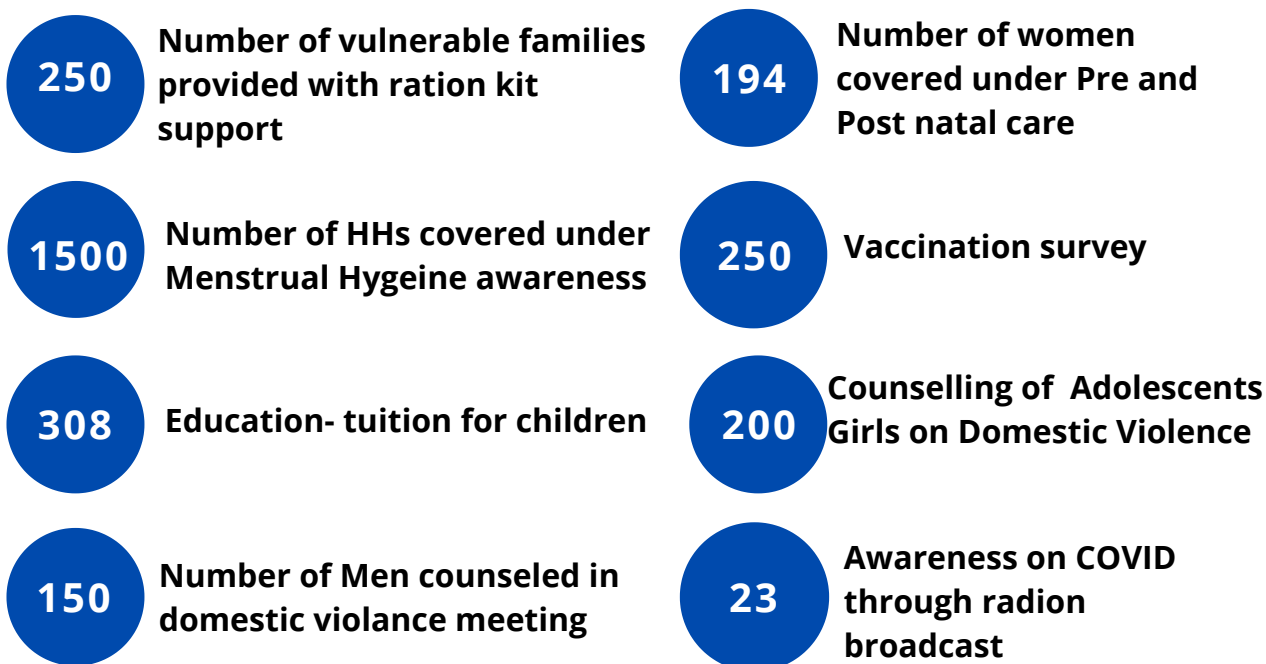 250
Number of vulnerable families
provided with ration kit
support
194
Number of women
covered under Pre and
Post natal care
1500
Number of HHs covered under
Menstrual Hygeine awareness
250
Vaccination survey
308
Education- tuition for children
200
Counselling of  Adolescents
Girls on Domestic Violence
150
Number of Men counseled in
domestic violance meeting
23
Awareness on COVID
through radion
broadcast